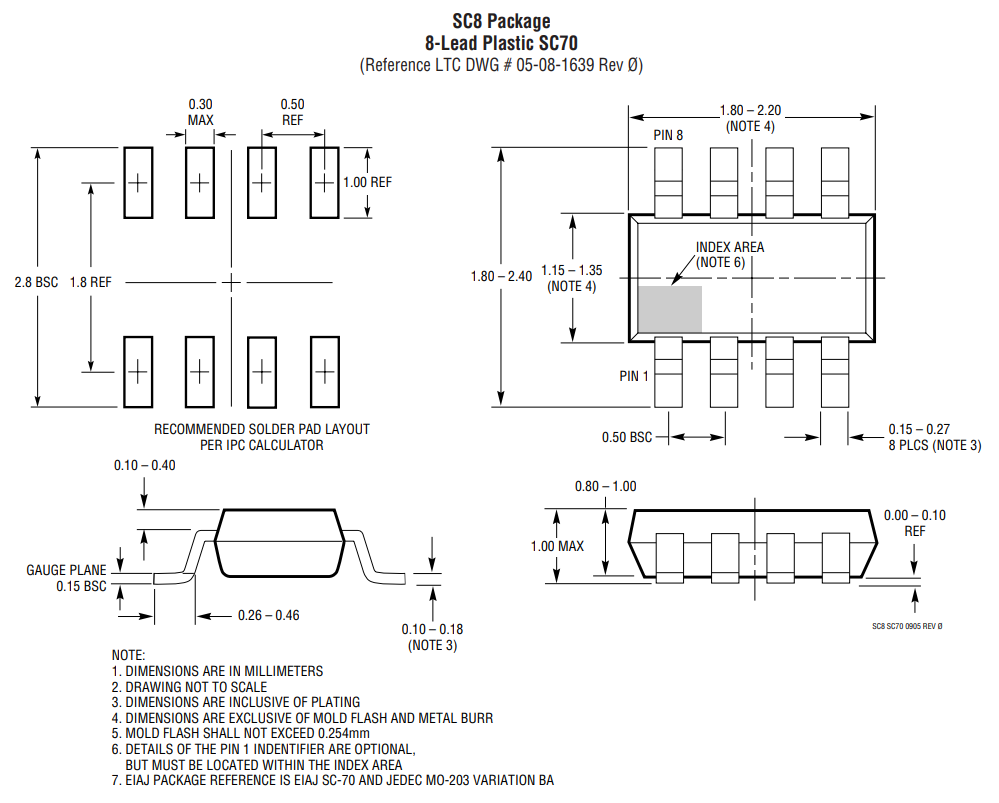 SC8 Package
8-Lead Plastic SC70
(Reference LTC DWG # 05-08-1639 Rev Ø)
0.30
MAX
0.50
REF
1.00 REF
2.8 BSC
1.8 REF
RECOMMENDED SOLDER PAD LAYOUT
PER IPC CALCULATOR
1.80 – 2.20
(NOTE 4)
PIN 8
INDEX AREA
(NOTE 6)
1.80 – 2.40
1.15 – 1.35
(NOTE 4)
PIN 1
0.50 BSC
0.15 – 0.27
8 PLCS (NOTE 3)
0.10 – 0.40
GAUGE PLANE
0.15 BSC
0.26 – 0.46
0.10 – 0.18
(NOTE 3)
0.80 – 1.00
1.00 MAX
0.00 – 0.10
REF
SC8 SC70 0905 REV Ø
NOTE:
1. DIMENSIONS ARE IN MILLIMETERS
2. DRAWING NOT TO SCALE
3. DIMENSIONS ARE INCLUSIVE OF PLATING
4. DIMENSIONS ARE EXCLUSIVE OF MOLD FLASH AND METAL BURR
5. MOLD FLASH SHALL NOT EXCEED 0.254mm
6. DETAILS OF THE PIN 1 INDENTIFIER ARE OPTIONAL,
BUT MUST BE LOCATED WITHIN THE INDEX AREA
7. EIAJ PACKAGE REFERENCE IS EIAJ SC-70 AND JEDEC MO-203 VARIATION BA